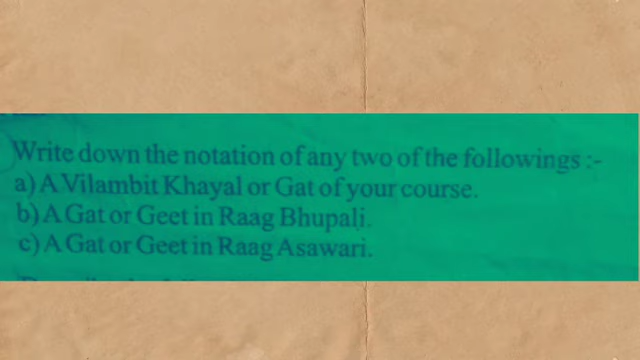 Write down the notation of any two of the followings :-
a) A Vilambit Khayal or Gat of your course.
b) A Gat or Geet in Raag Bhupali.
c) A Gat or Geet in Raag Asawari.